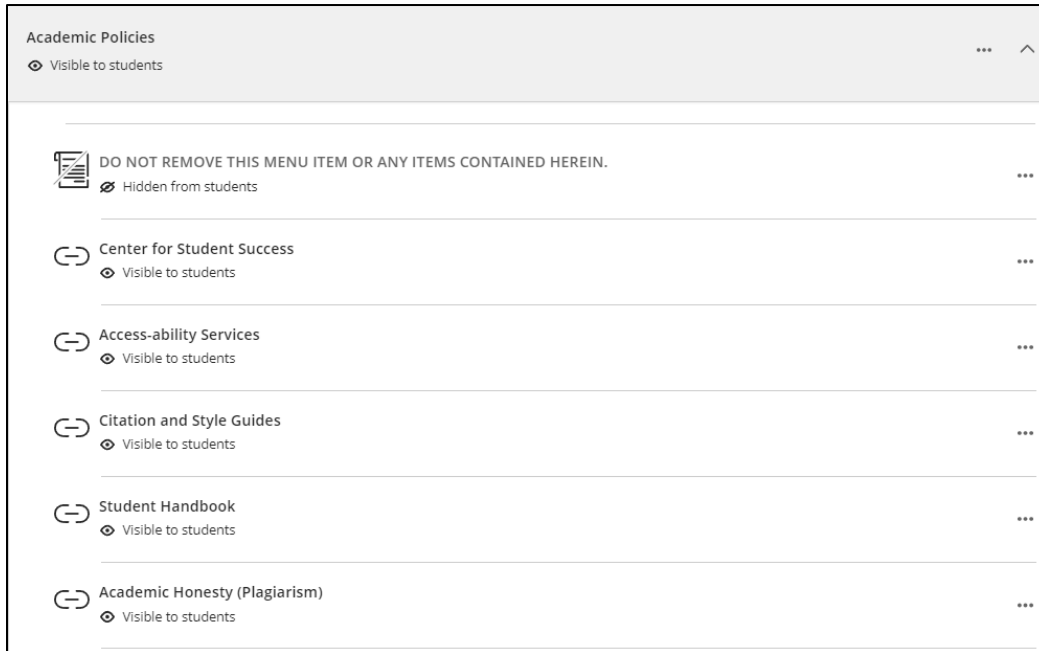 Academic Policies
Visible to students
DO NOT REMOVE THIS MENU ITEM OR ANY ITEMS CONTAINED HEREIN.
Hidden from students
Center for Student Success
Visible to students
Access-ability Services
Visible to students
Citation and Style Guides
Visible to students
Student Handbook
Visible to students
Academic Honesty (Plagiarism)
Visible to students